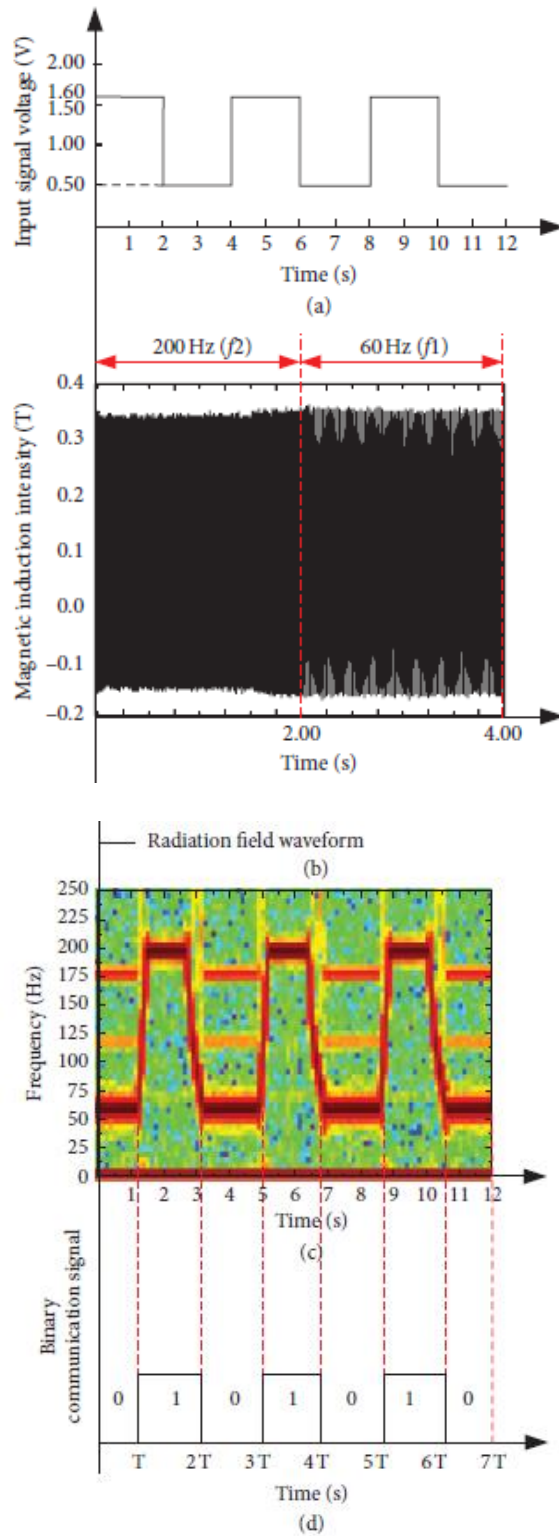 Input signal voltage (V)
2.00
1.60
1.50
1.00
0.50
1 2 3 4 5 6 7 8 9 10 11 12
Time (s)
(a)
200 Hz (f2) 60 Hz (f1)
Magnetic induction intensity (T)
0.4
0.3
0.2
0.1
0.0
−0.1
−0.2
2.00 4.00
Time (s)
Radiation field waveform
(b)
Frequency (Hz)
250
225
200
175
150
125
100
75
50
25
0
1 2 3 4 5 6 7 8 9 10 11 12
Time (s)
(c)
Binary
communication signal
0 1 0 1 0 1 0
T 2T 3T 4T 5T 6T 7T
Time (s)
(d)